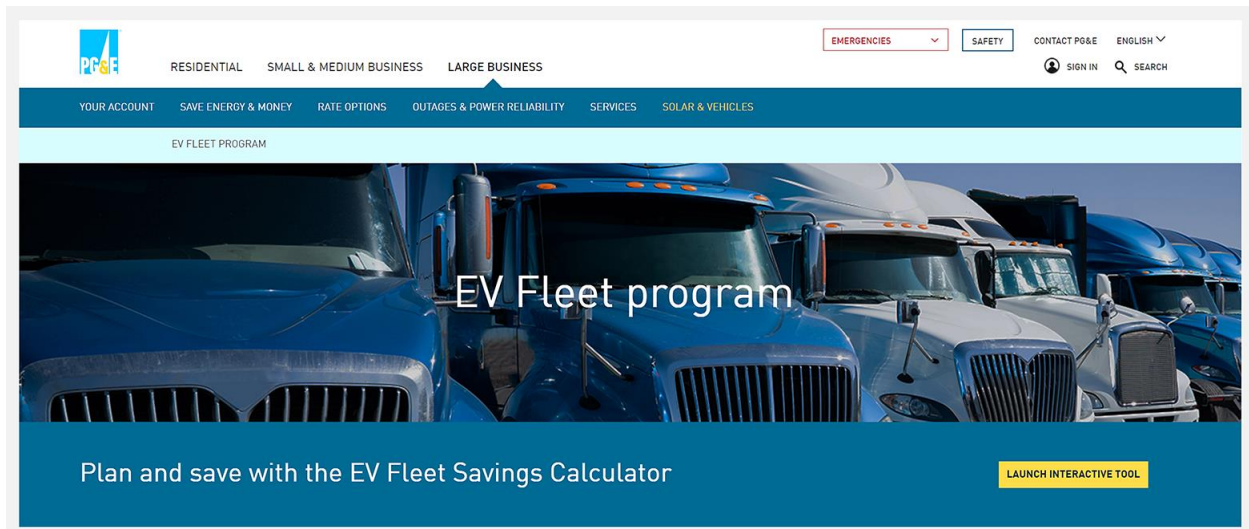 EMERGENCIES SAFETY CONTACT PG&E ENGLISH
PG&E
RESIDENTIAL SMALL & MEDIUM BUSINESS LARGE BUSINESS SIGN IN SEARCH
YOUR ACCOUNT SAVE ENERGY & MONEY RATE OPTIONS OUTAGES & POWER RELIABILITY SERVICES SOLAR & VEHICLES
EV FLEET PROGRAM
EV Fleet program
Plan and save with the EV Fleet Savings Calculator LAUNCH INTERACTIVE TOOL